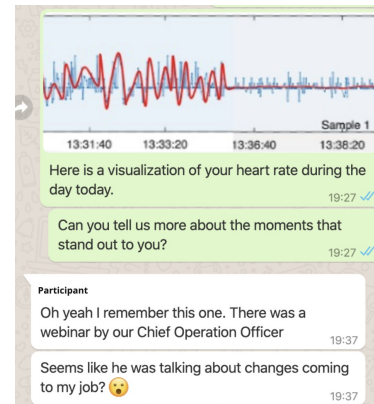 Sample 1
13:31:40 13:33:20 13:36:40 13:38:20
Here is a visualization of your heart rate during the
day today.
19:27
Can you tell us more about the moments that
stand out to you?
19:27
Participant
Oh yeah I remember this one. There was a
webinar by our Chief Operation Officer
19:37
Seems like he was talking about changes coming
to my job? 😮
19:37